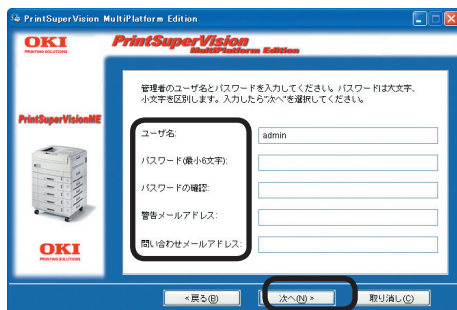 PrintSuperVision MultiPlatform Edition
OKI
PRINTING SOLUTIONS
PrintSuperVision
MultiPlatform Edition
管理者のユーザ名とパスワードを入力してください。パスワードは大文字、
小文字を区別します。入力したら"次へ"を選択してください。
PrintSuperVisionME
ユーザ名:
admin
パスワード(最小6文字):
パスワードの確認:
警告メールアドレス:
問い合わせメールアドレス:
OKI
PRINTING SOLUTIONS
<戻る(B)
次へ(N)>
取り消し(C)